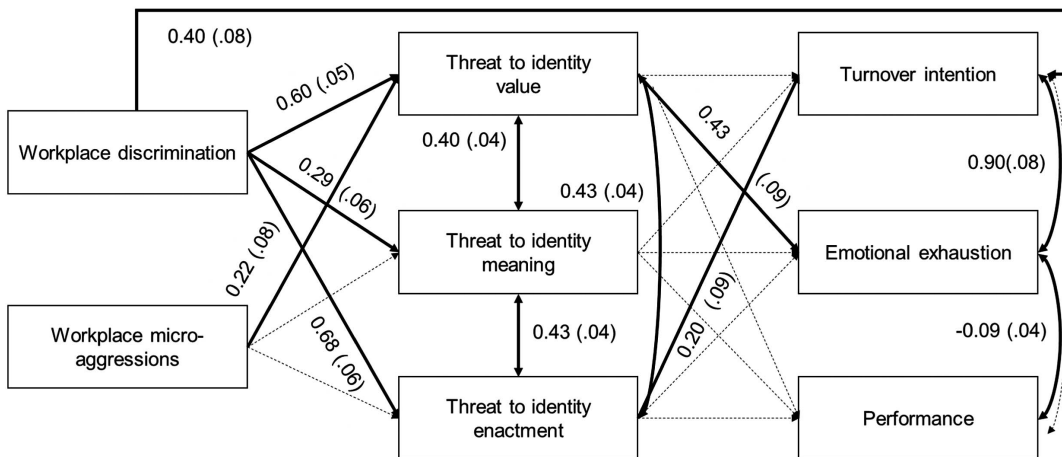 0.40 (.08)
Threat to identity
value
Turnover intention
0.60 (.05)
0.43
(.09)
Workplace discrimination
0.40 (.04)
0.90(.08)
0.29 (.06)
0.43 (.04)
Threat to identity
meaning
Emotional exhaustion
0.22 (.08)
0.20 (.09)
Workplace micro-
aggressions
0.68 (.06)
0.43 (.04)
-0.09 (.04)
Threat to identity
enactment
Performance